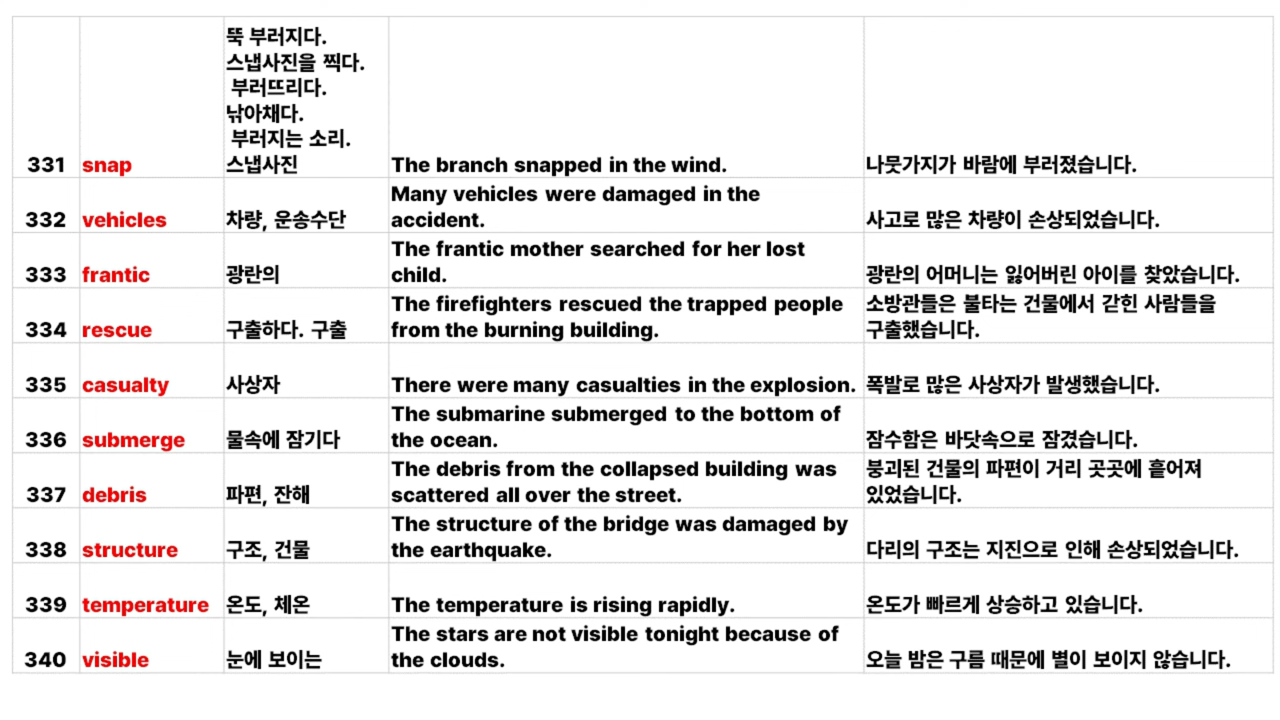 뚝 부러지다.
스냅사진을 찍다.
부러뜨리다.
낚아채다.
부러지는 소리.
331 snap 스냅사진 The branch snapped in the wind. 나뭇가지가 바람에 부러졌습니다.
Many vehicles were damaged in the
332 vehicles 차량, 운송수단 accident. 사고로 많은 차량이 손상되었습니다.
The frantic mother searched for her lost
333 frantic 광란의 child. 광란의 어머니는 잃어버린 아이를 찾았습니다.
The firefighters rescued the trapped people 소방관들은 불타는 건물에서 갇힌 사람들을
334 rescue 구출하다. 구출 from the burning building. 구출했습니다.
335 casualty 사상자 There were many casualties in the explosion. 폭발로 많은 사상자가 발생했습니다.
The submarine submerged to the bottom of
336 submerge 물속에 잠기다 the ocean. 잠수함은 바닷속으로 잠겼습니다.
The debris from the collapsed building was 붕괴된 건물의 파편이 거리 곳곳에 흩어져
337 debris 파편, 잔해 scattered all over the street. 있었습니다.
The structure of the bridge was damaged by
338 structure 구조, 건물 the earthquake. 다리의 구조는 지진으로 인해 손상되었습니다.
339 temperature 온도, 체온 The temperature is rising rapidly. 온도가 빠르게 상승하고 있습니다.
The stars are not visible tonight because of
340 visible 눈에 보이는 the clouds. 오늘 밤은 구름 때문에 별이 보이지 않습니다.